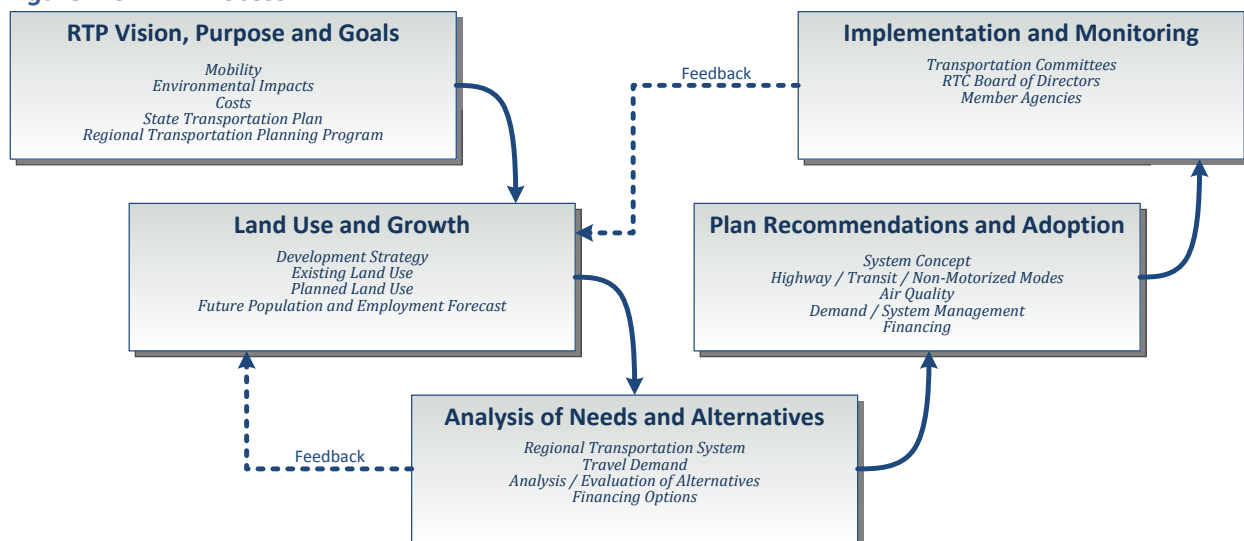 RTP Vision, Purpose and Goals
Mobility
Environmental Impacts
Costs
State Transportation Plan
Regional Transportation Planning Program
Implementation and Monitoring
Transportation Committees
RTC Board of Directors
Member Agencies
Feedback
Land Use and Growth
Development Strategy
Existing Land Use
Planned Land Use
Future Population and Employment Forecast
Plan Recommendations and Adoption
System Concept
Highway / Transit / Non-Motorized Modes
Air Quality
Demand / System Management
Financing
Analysis of Needs and Alternatives
Regional Transportation System
Travel Demand
Analysis / Evaluation of Alternatives
Financing Options
Feedback